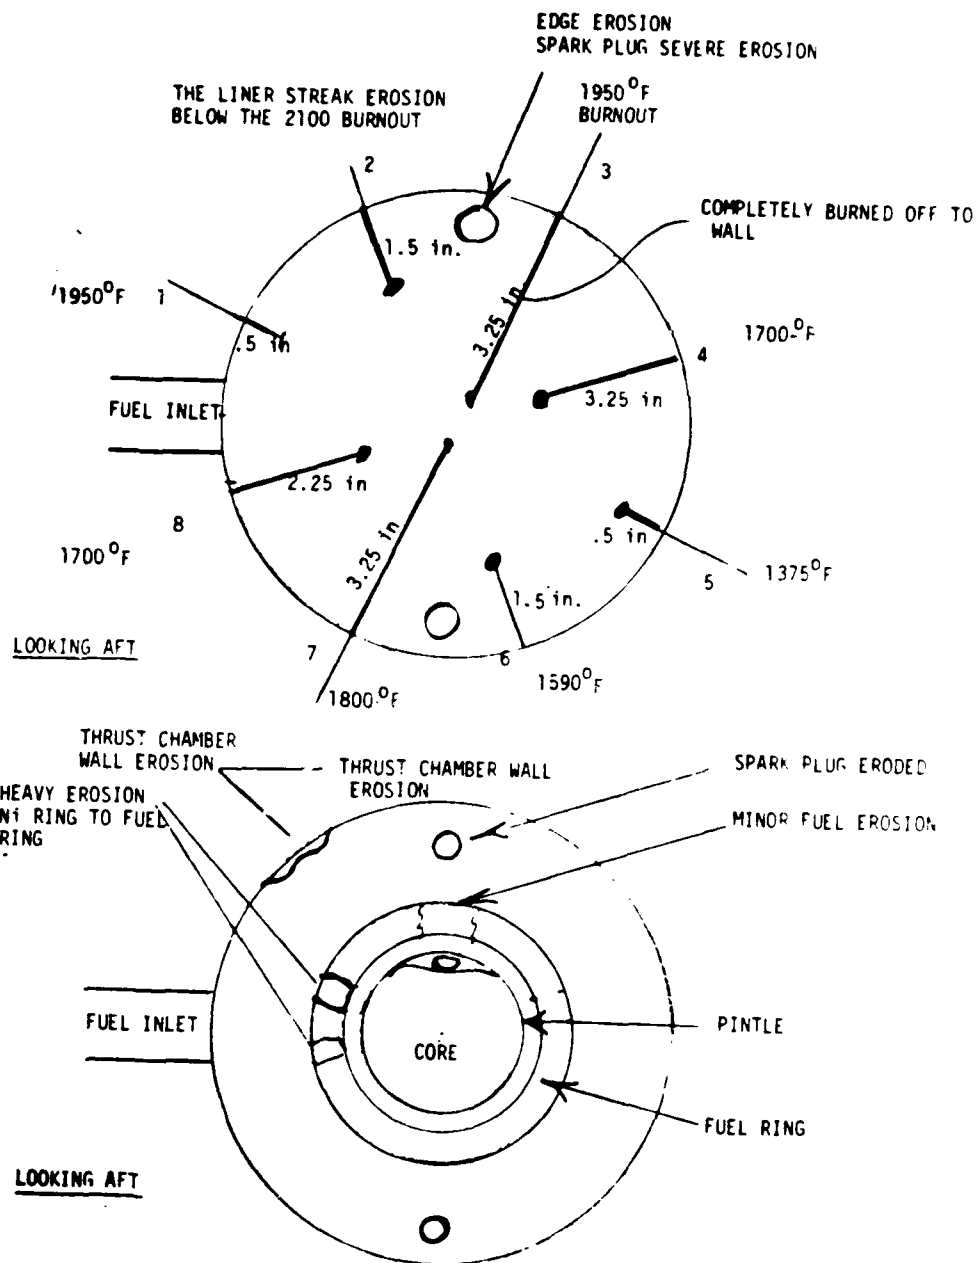 EDGE EROSION
SPARK PLUG SEVERE EROSION
THE LINER STREAK EROSION
BELOW THE 2100 BURNOUT
1950°F
BURNOUT
2
3
COMPLETELY BURNED OFF TO
WALL
1.5 in.
1950°F
1
.5 in
3.25 in
1700°F
4
3.25 in
FUEL INLET
2.25 in
8
1700°F
3.25 in
.5 in
5
1375°F
1.5 in.
LOOKING AFT
7
6
1590°F
1800°F
THRUST CHAMBER
WALL EROSION
THRUST CHAMBER WALL
EROSION
SPARK PLUG ERODED
HEAVY EROSION
Ni RING TO FUEL
RING
MINOR FUEL EROSION
FUEL INLET
CORE
PINTLE
FUEL RING
LOOKING AFT